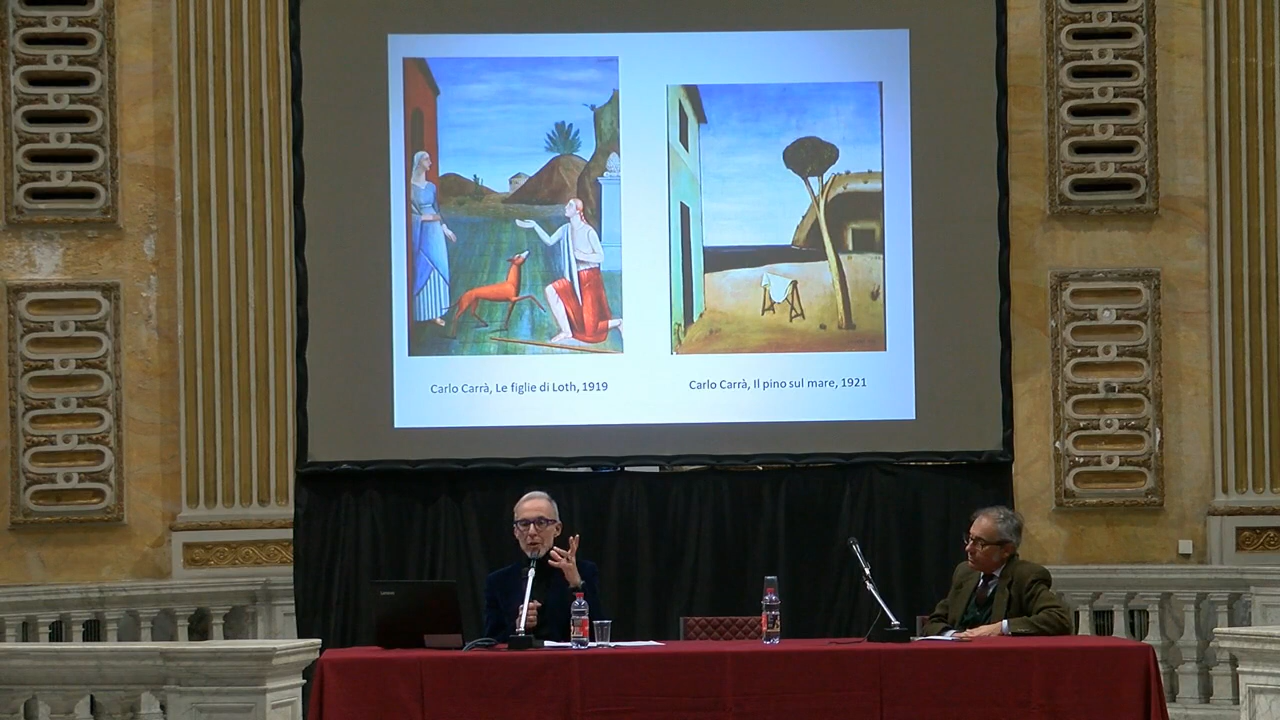 Carlo Carrà, Le figlie di Loth, 1919
Carlo Carrà, Il pino sul mare, 1921